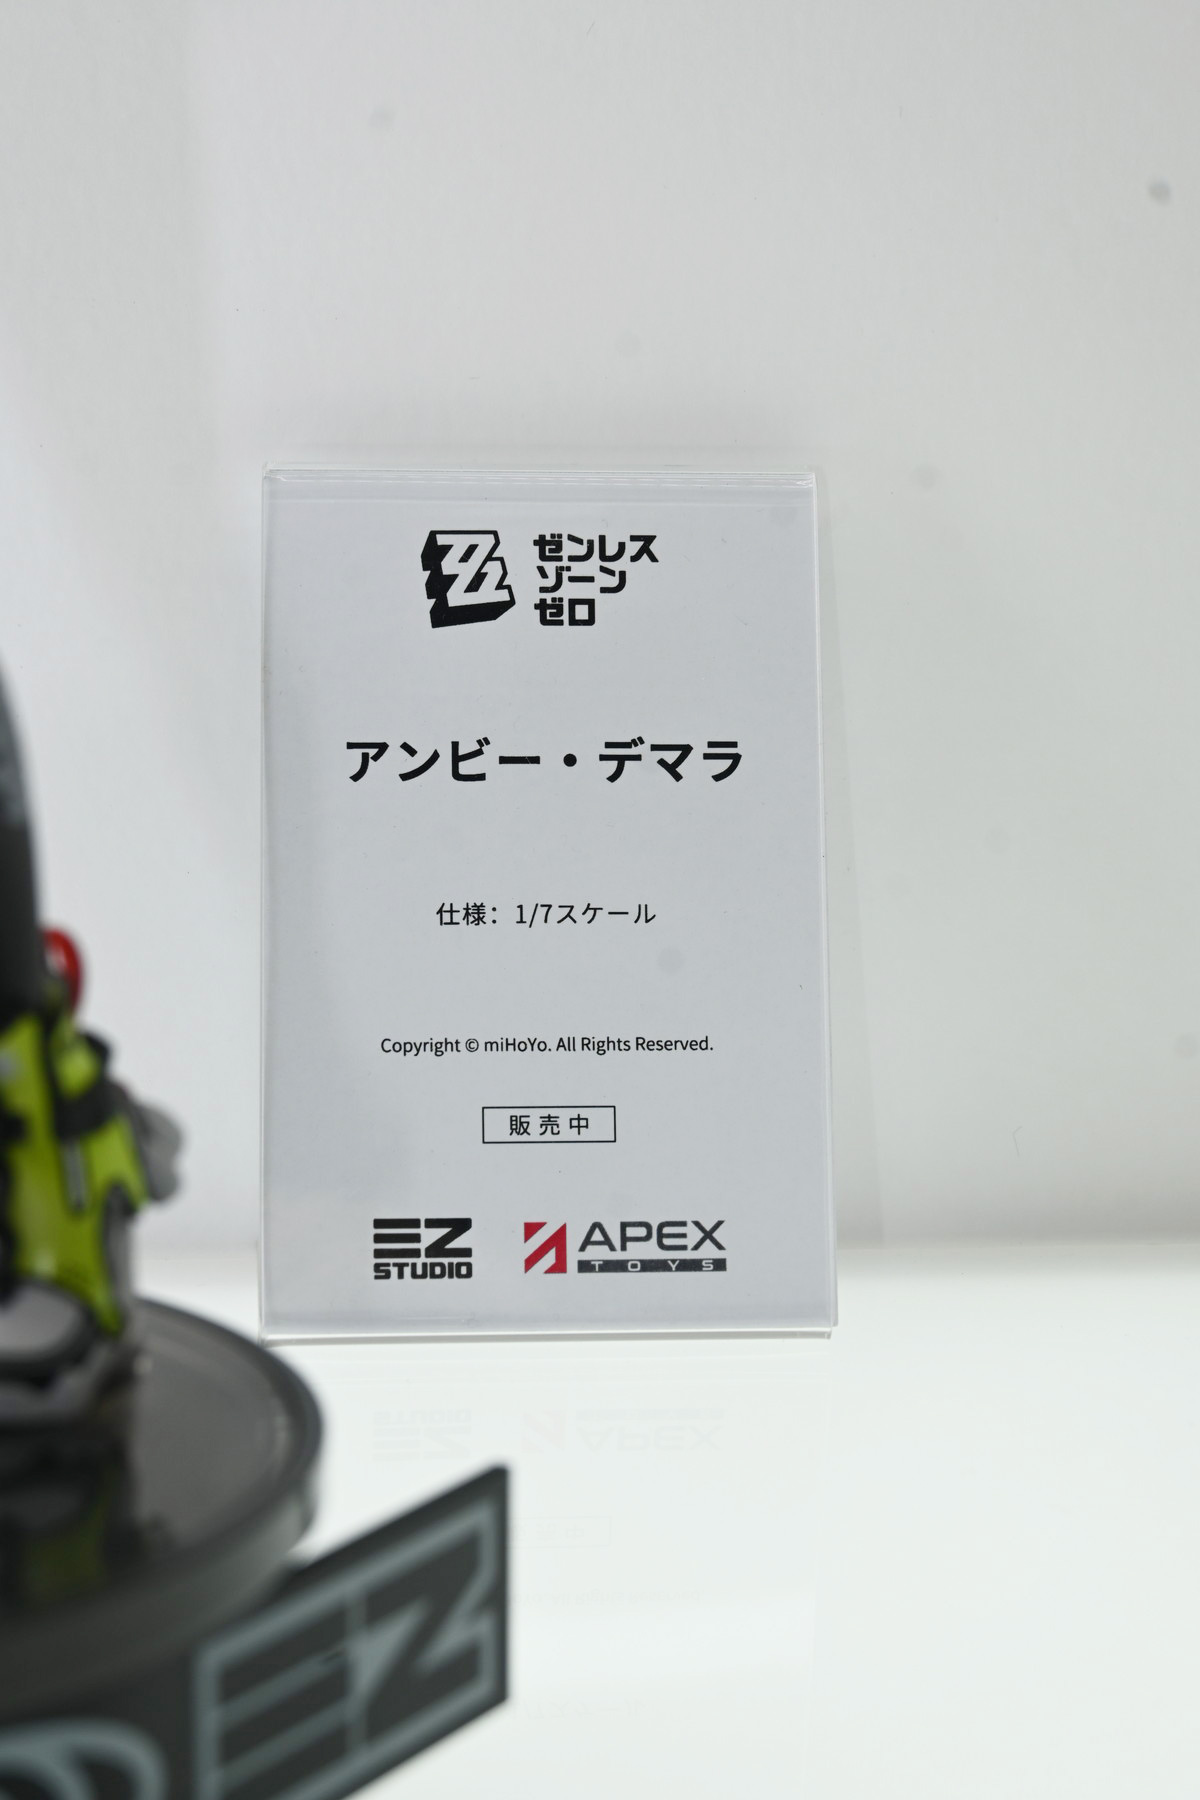 ゼンレス
ゾーン
ゼロ
アンビー・デマラ
仕様：1/7スケール
Copyright © miHoYo. All Rights Reserved.
販売中
EZ
STUDIO
APEX
TOYS
EZ